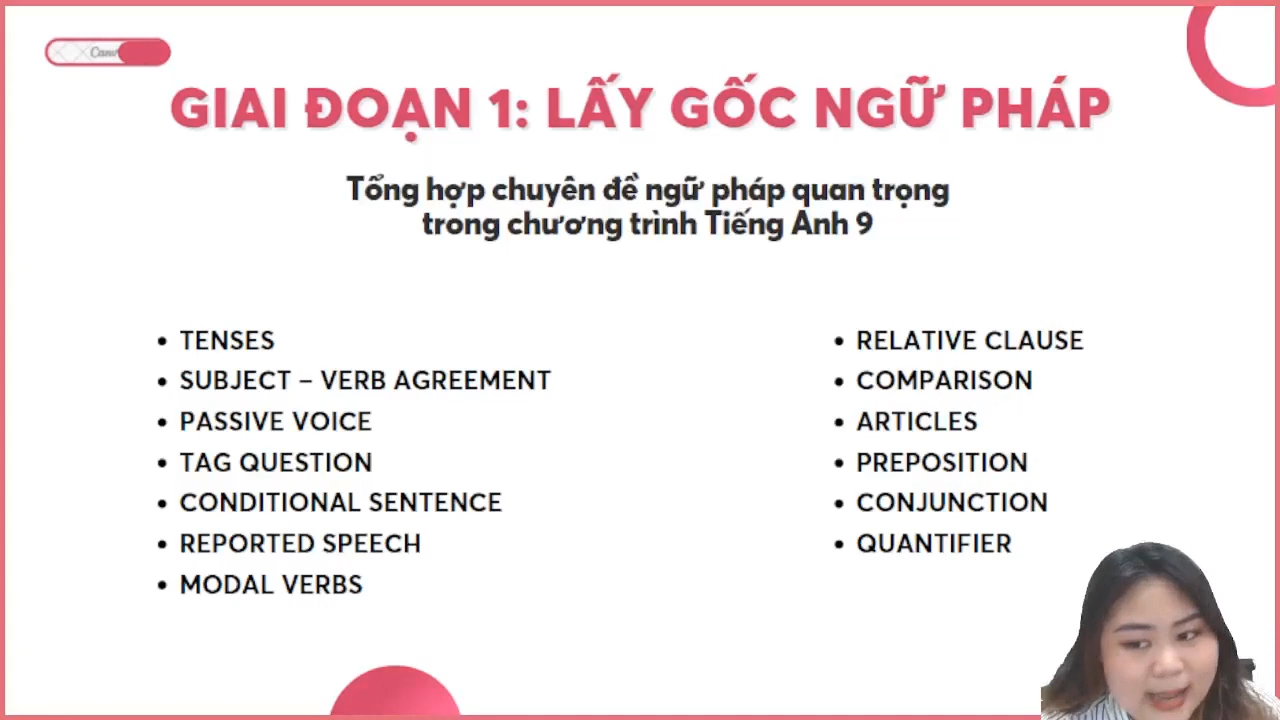 GIAI ĐOẠN 1: LẤY GỐC NGỮ PHÁP
Tổng hợp chuyên đề ngữ pháp quan trọng
trong chương trình Tiếng Anh 9
• TENSES
• SUBJECT – VERB AGREEMENT
• PASSIVE VOICE
• TAG QUESTION
• CONDITIONAL SENTENCE
• REPORTED SPEECH
• MODAL VERBS
• RELATIVE CLAUSE
• COMPARISON
• ARTICLES
• PREPOSITION
• CONJUNCTION
• QUANTIFIER